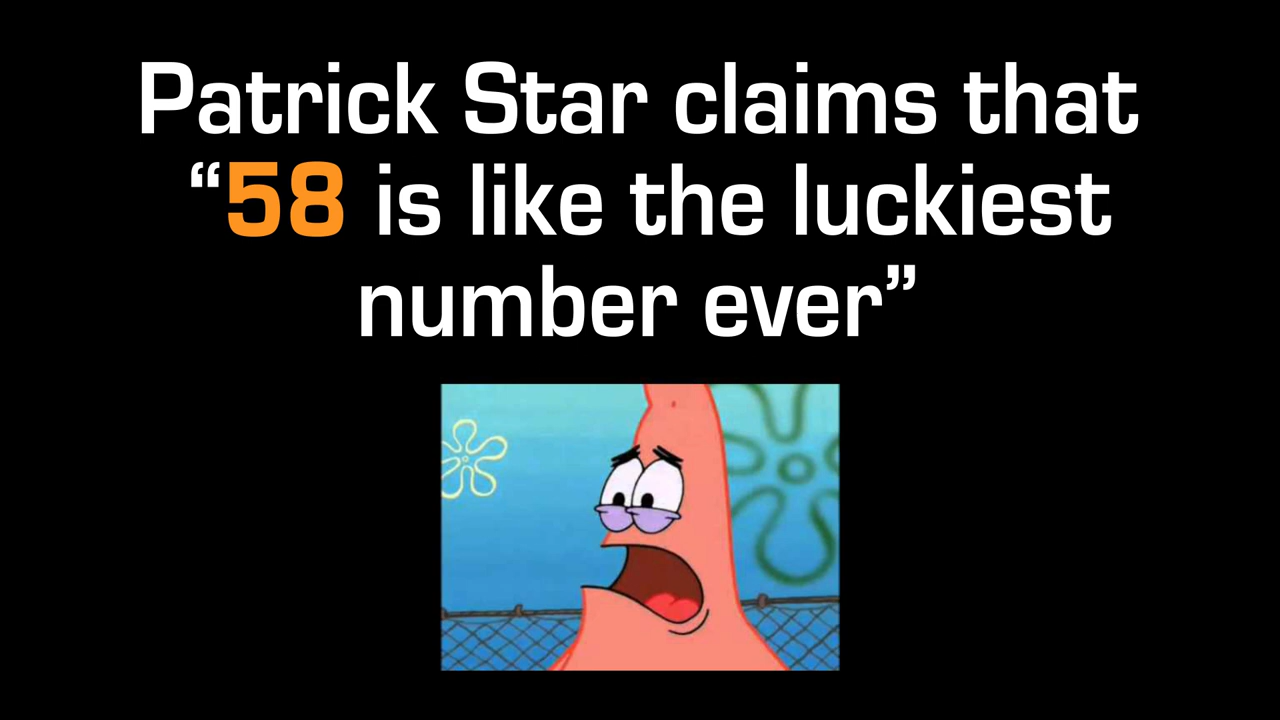 Patrick Star claims that
“58 is like the luckiest
number ever”